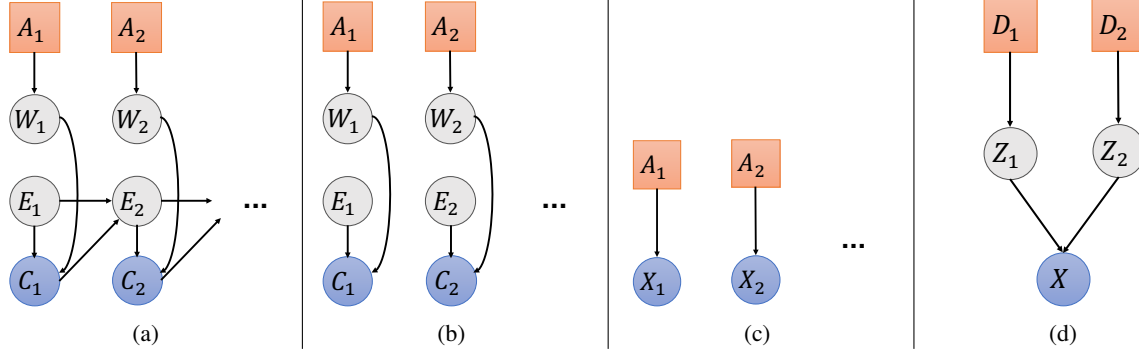 A₁ A₂
W₁ W₂
E₁ E₂ ...
C₁ C₂
(a)
A₁ A₂
W₁ W₂
E₁ E₂ ...
C₁ C₂
(b)
A₁ A₂
...
X₁ X₂
(c)
D₁ D₂
Z₁ Z₂
X
(d)